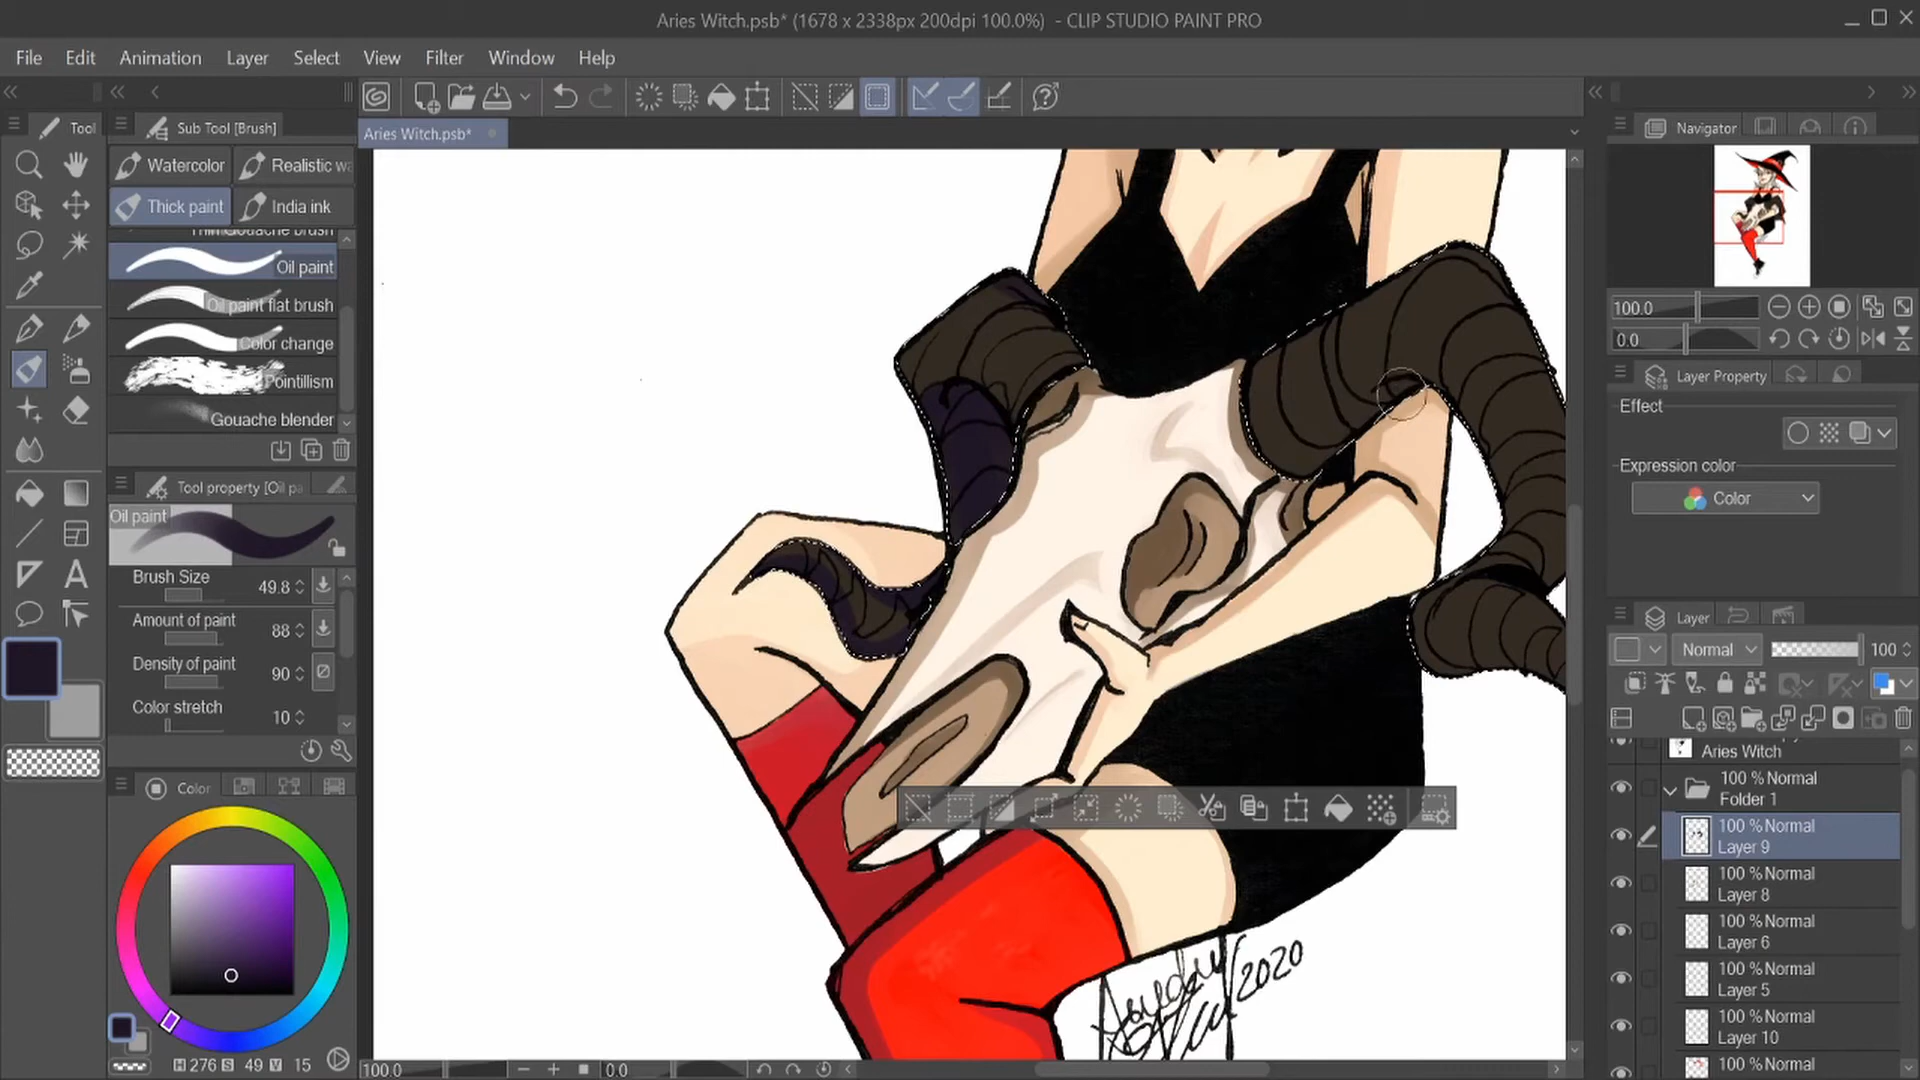 Aries Witch.psb* (1678 x 2338px 200dpi 100.0%) - CLIP STUDIO PAINT PRO
File Edit Animation Layer Select View Filter Window Help
Tool
Sub Tool [Brush]
Aries Witch.psb*
Navigator
Watercolor
Realistic wa
Thick paint
India ink
Oil paint
Oil paint flat brush
Color change
Pointillism
Gouache blender
Tool property [Oil pa
Oil paint
Brush Size 49.8
Amount of paint 88
Density of paint 90
Color stretch 10
Color
H 276 S 49 V 15
100.0
0.0
Layer Property
Effect
Expression color
Color
Layer
Normal 100
Aries Witch
100 % Normal
Folder 1
100 % Normal
Layer 9
100 % Normal
Layer 8
100 % Normal
Layer 6
100 % Normal
Layer 5
100 % Normal
Layer 10
100 % Normal
2020
100.0 0.0